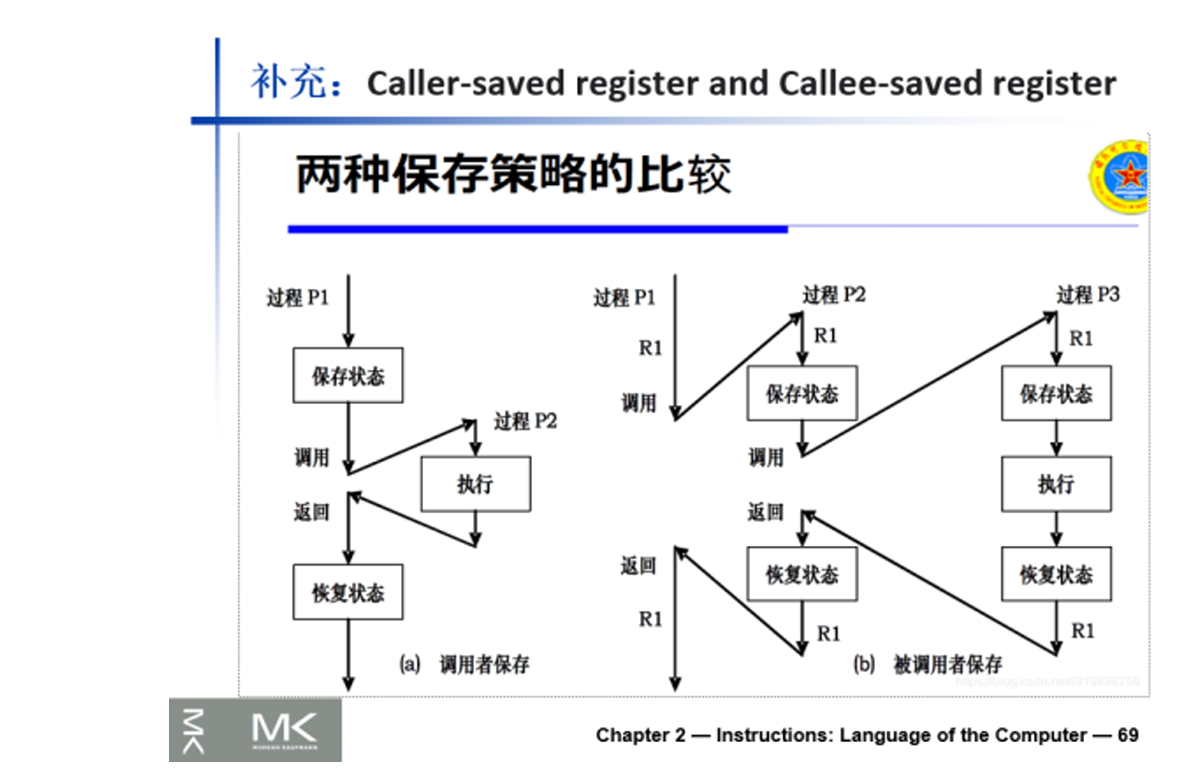 补充：Caller-saved register and Callee-saved register
两种保存策略的比较
过程 P1
保存状态
调用
过程 P2
执行
返回
恢复状态
(a) 调用者保存
过程 P1
R1
调用
过程 P2
R1
保存状态
调用
过程 P3
R1
保存状态
执行
恢复状态
R1
返回
恢复状态
R1
返回
R1
(b) 被调用者保存
MK
MK
MORGAN KAUFMANN
Chapter 2 — Instructions: Language of the Computer — 69